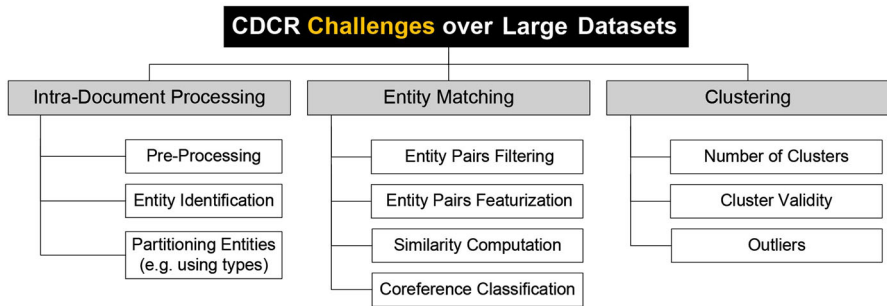 CDCR Challenges over Large Datasets
Intra-Document Processing
Pre-Processing
Entity Identification
Partitioning Entities
(e.g. using types)
Entity Matching
Entity Pairs Filtering
Entity Pairs Featurization
Similarity Computation
Coreference Classification
Clustering
Number of Clusters
Cluster Validity
Outliers